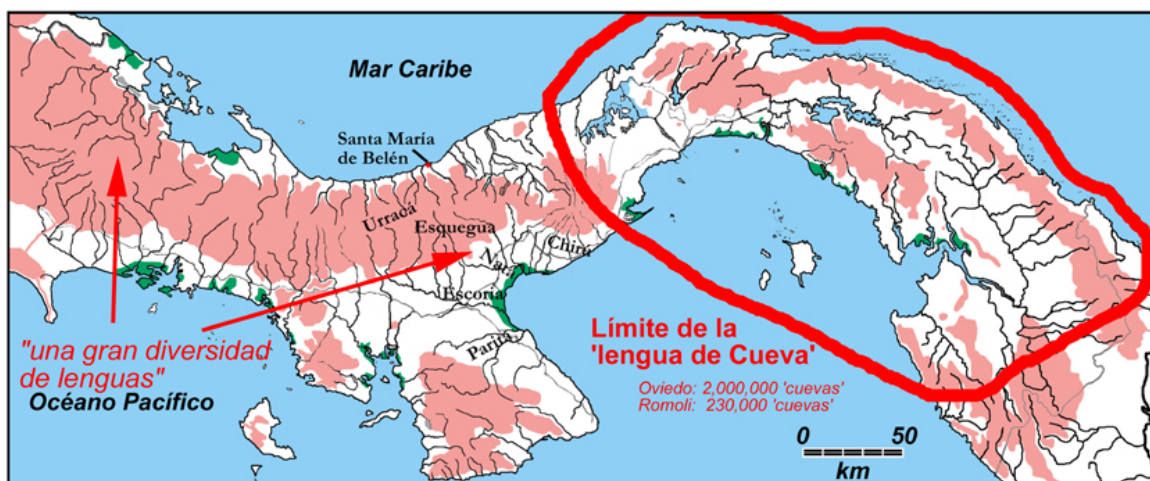 Mar Caribe
Santa María
de Belén
Urracá
Esquegua
Chirú
Natá
Escoria
Parita
"una gran diversidad
de lenguas"
Océano Pacífico
Límite de la
'lengua de Cueva'
Oviedo: 2,000,000 'cuevas'
Romoli: 230,000 'cuevas'
0 50
km